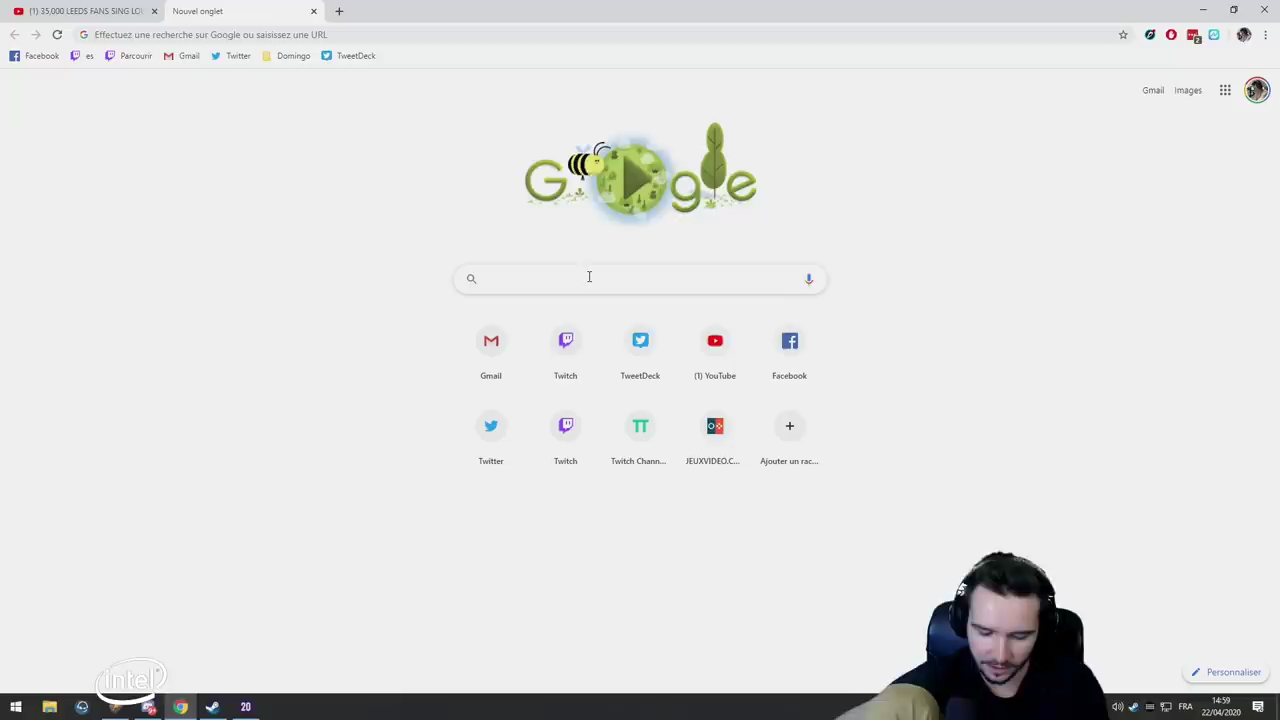 (1) 35,000 LEEDS FANS SING LO
Nouvel onglet
Effectuez une recherche sur Google ou saisissez une URL
Facebook es Parcourir Gmail Twitter Domingo TweetDeck
Gmail Images
Google
Gmail Twitch TweetDeck (1) YouTube Facebook
TT
Twitter Twitch Twitch Chann... JEUXVIDEO.C... Ajouter un rac...
Personnaliser
intel
20
FRA
14:59
22/04/2020